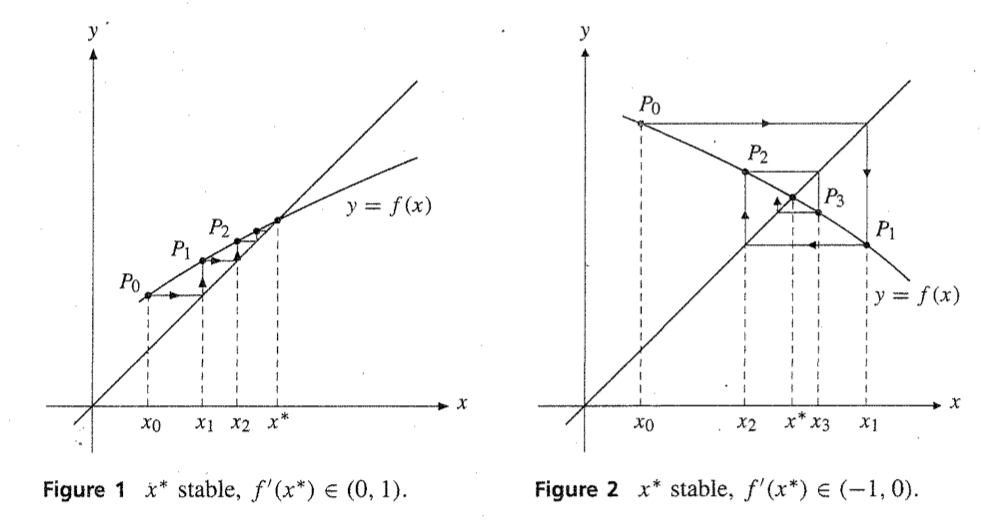 y
P₀
P₁
P₂
y = f(x)
x₀ x₁ x₂ x* x
Figure 1 x* stable, f′(x*) ∈ (0, 1).
y
P₀
P₂
P₃
P₁
y = f(x)
x₀ x₂ x* x₃ x₁ x
Figure 2 x* stable, f′(x*) ∈ (−1, 0).